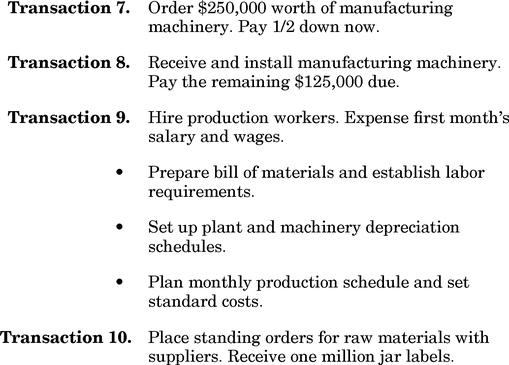 Transaction 7. Order $250,000 worth of manufacturing
machinery. Pay 1/2 down now.
Transaction 8. Receive and install manufacturing machinery.
Pay the remaining $125,000 due.
Transaction 9. Hire production workers. Expense first month’s
salary and wages.
• Prepare bill of materials and establish labor
requirements.
• Set up plant and machinery depreciation
schedules.
• Plan monthly production schedule and set
standard costs.
Transaction 10. Place standing orders for raw materials with
suppliers. Receive one million jar labels.